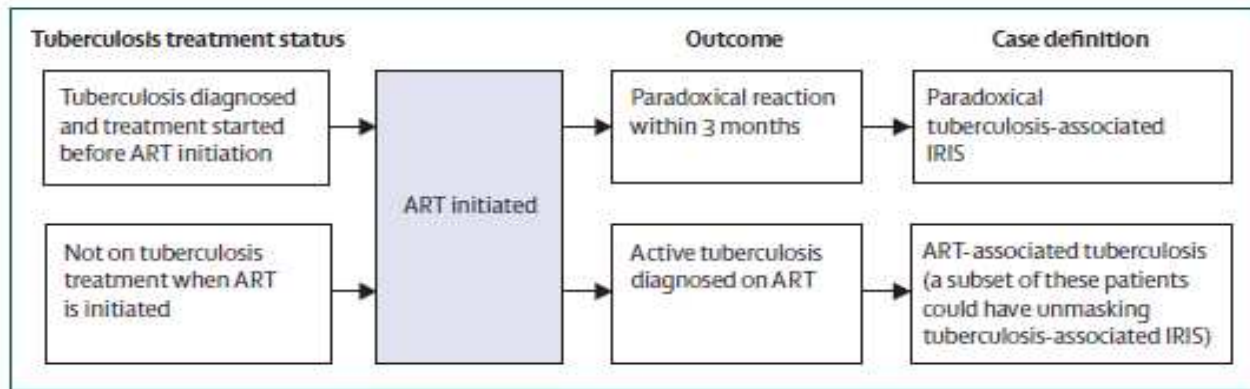 Tuberculosis treatment status
Outcome
Case definition
Tuberculosis diagnosed
and treatment started
before ART initiation
ART initiated
Paradoxical reaction
within 3 months
Paradoxical
tuberculosis-associated
IRIS
Not on tuberculosis
treatment when ART
is initiated
Active tuberculosis
diagnosed on ART
ART-associated tuberculosis
(a subset of these patients
could have unmasking
tuberculosis-associated IRIS)